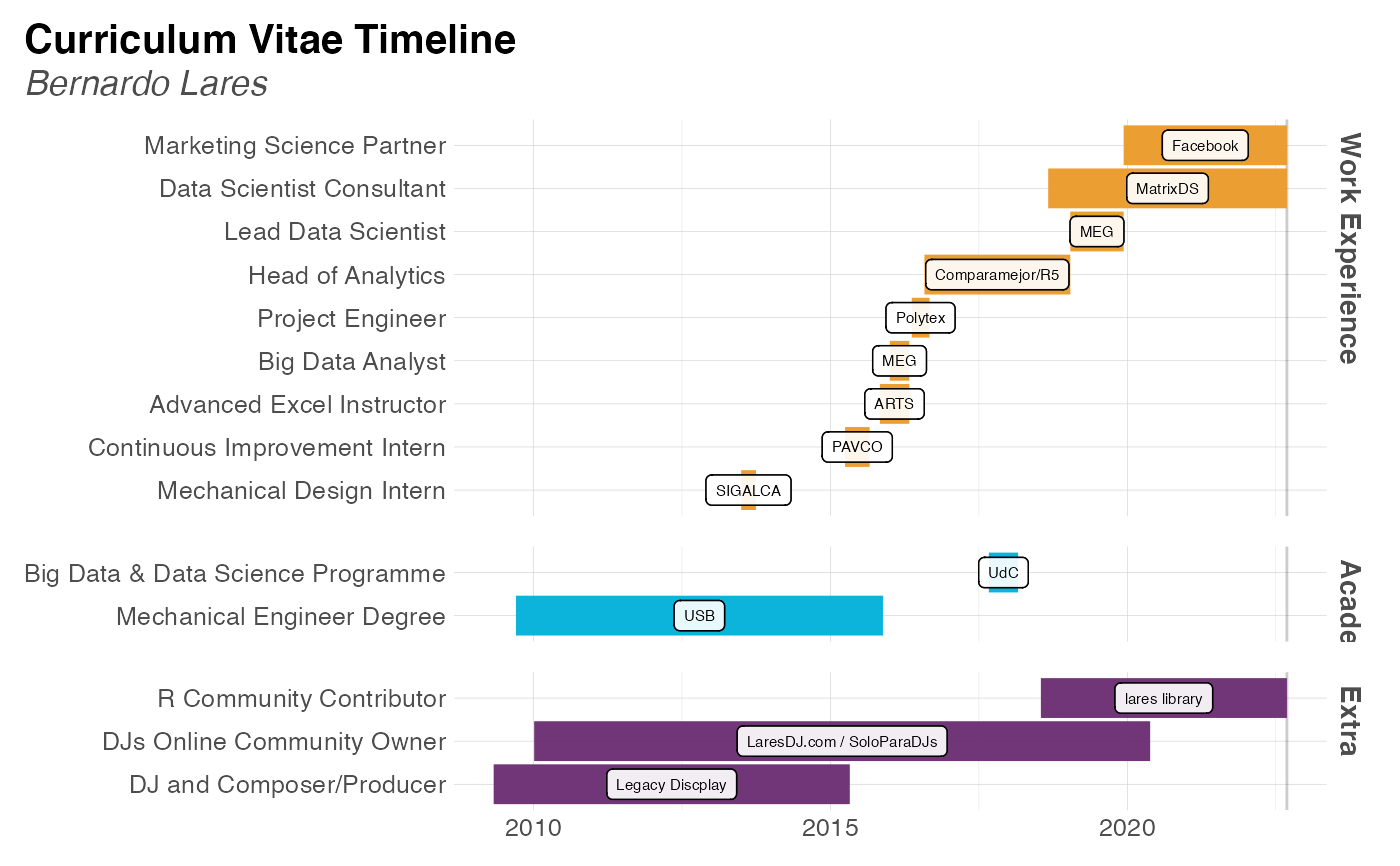 Curriculum Vitae Timeline
Bernardo Lares
Marketing Science Partner
Facebook
Data Scientist Consultant
MatrixDS
Lead Data Scientist
MEG
Head of Analytics
Comparamejor/R5
Project Engineer
Polytex
Big Data Analyst
MEG
Advanced Excel Instructor
ARTS
Continuous Improvement Intern
PAVCO
Mechanical Design Intern
SIGALCA
Work Experience
Big Data & Data Science Programme
UdC
Mechanical Engineer Degree
USB
Acade
R Community Contributor
lares library
DJs Online Community Owner
LaresDJ.com / SoloParaDJs
DJ and Composer/Producer
Legacy Discplay
Extra
2010 2015 2020